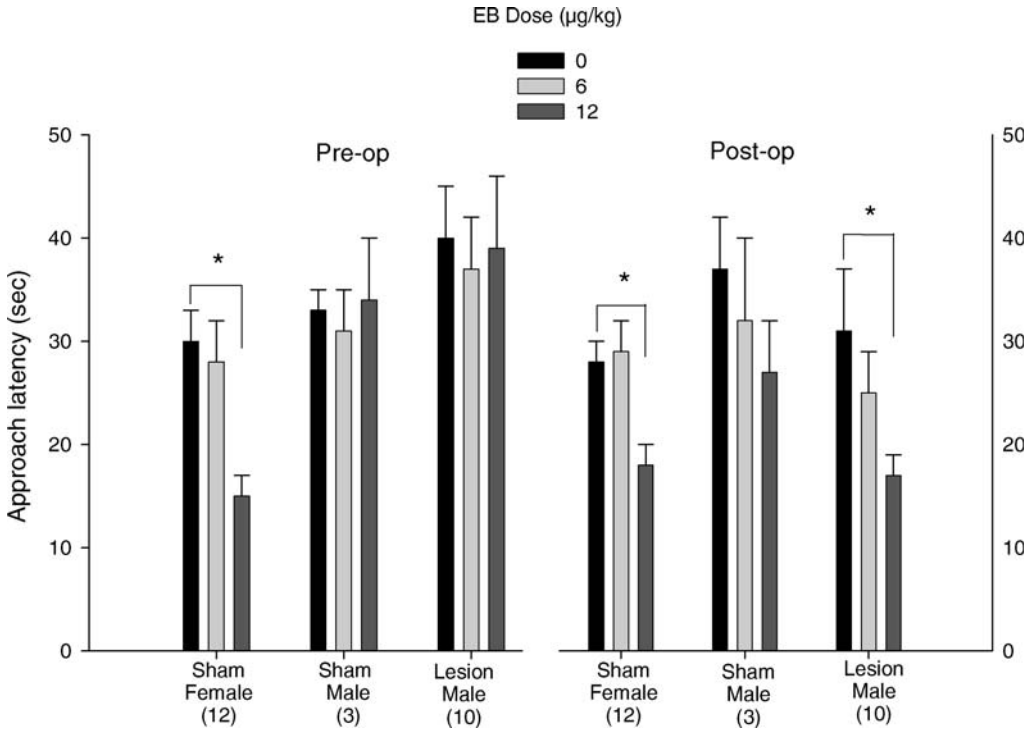 EB Dose (µg/kg)
0
6
12
Pre-op
Post-op
Approach latency (sec)
50
40
30
20
10
0
*
*
*
50
40
30
20
10
0
Sham
Female
(12)
Sham
Male
(3)
Lesion
Male
(10)
Sham
Female
(12)
Sham
Male
(3)
Lesion
Male
(10)